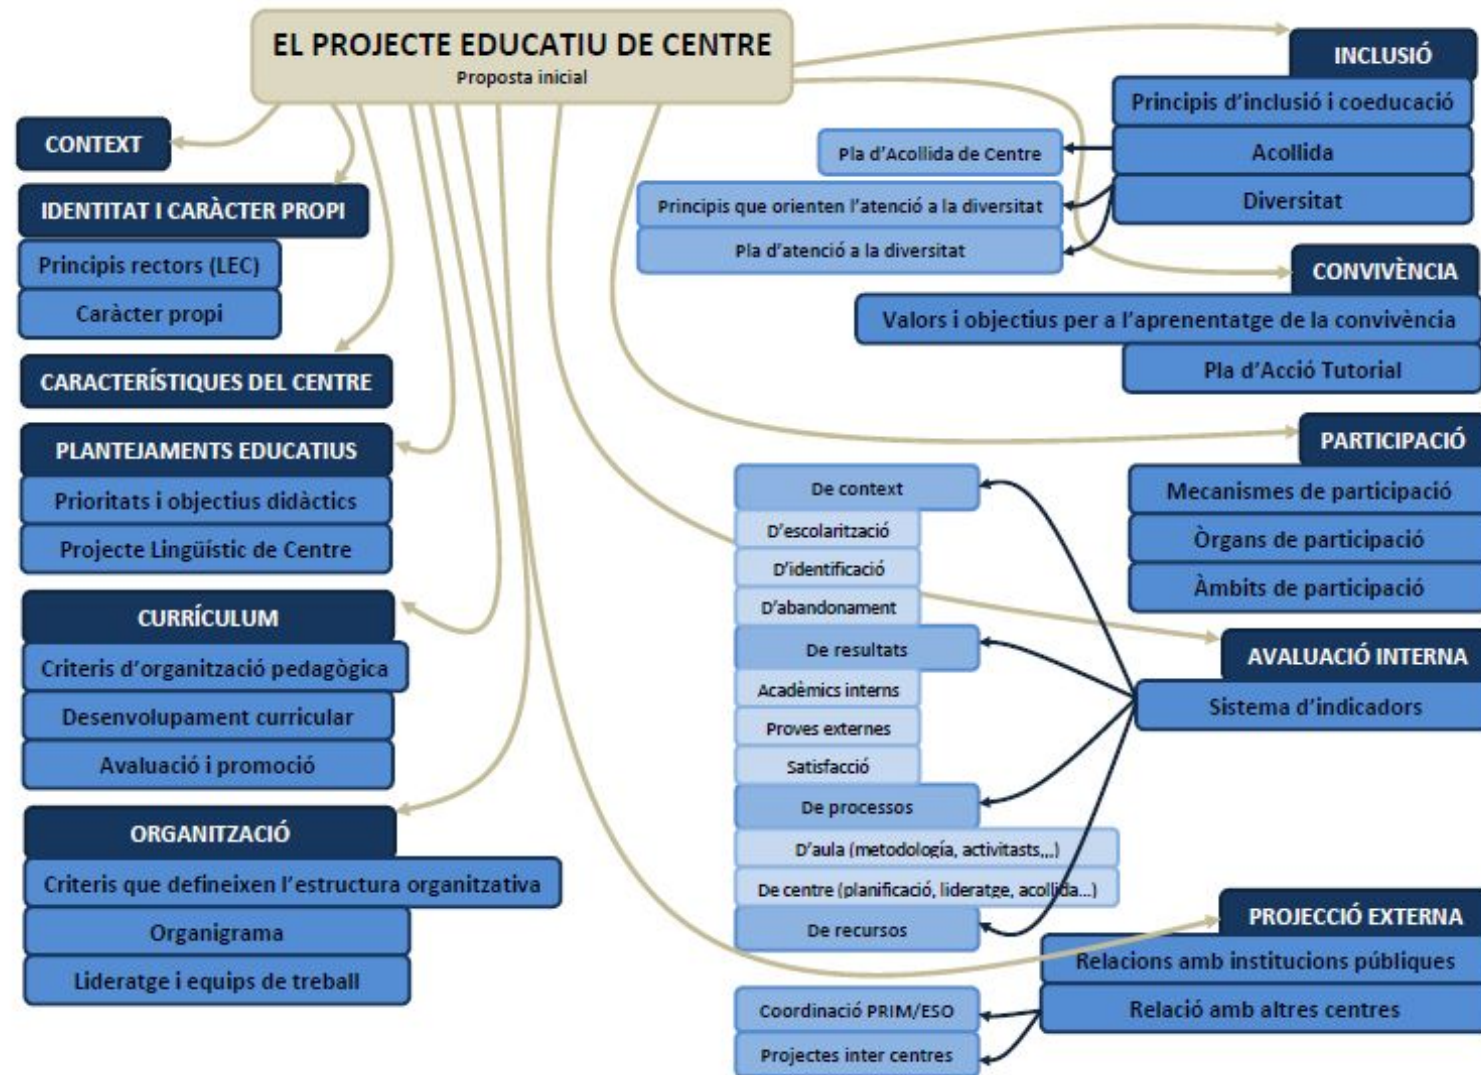 EL PROJECTE EDUCATIU DE CENTRE
Proposta inicial
CONTEXT
IDENTITAT I CARÀCTER PROPI
Principis rectors (LEC)
Caràcter propi
CARACTERÍSTIQUES DEL CENTRE
PLANTEJAMENTS EDUCATIUS
Prioritats i objectius didàctics
Projecte Lingüístic de Centre
CURRÍCULUM
Criteris d'organització pedagògica
Desenvolupament curricular
Avaluació i promoció
ORGANITZACIÓ
Criteris que defineixen l'estructura organitzativa
Organigrama
Lideratge i equips de treball
INCLUSIÓ
Principis d'inclusió i coeducació
Acollida
Diversitat
Pla d'Acollida de Centre
Principis que orienten l'atenció a la diversitat
Pla d'atenció a la diversitat
CONVIVÈNCIA
Valors i objectius per a l'aprenentatge de la convivència
Pla d'Acció Tutorial
PARTICIPACIÓ
Mecanismes de participació
Òrgans de participació
Àmbits de participació
AVALUACIÓ INTERNA
Sistema d'indicadors
De context
D'escolarització
D'identificació
D'abandonament
De resultats
Acadèmics interns
Proves externes
Satisfacció
De processos
D'aula (metodología, activitasts,,,)
De centre (planificació, lideratge, acollida...)
De recursos
PROJECCIÓ EXTERNA
Relacions amb institucions públiques
Relació amb altres centres
Coordinació PRIM/ESO
Projectes inter centres